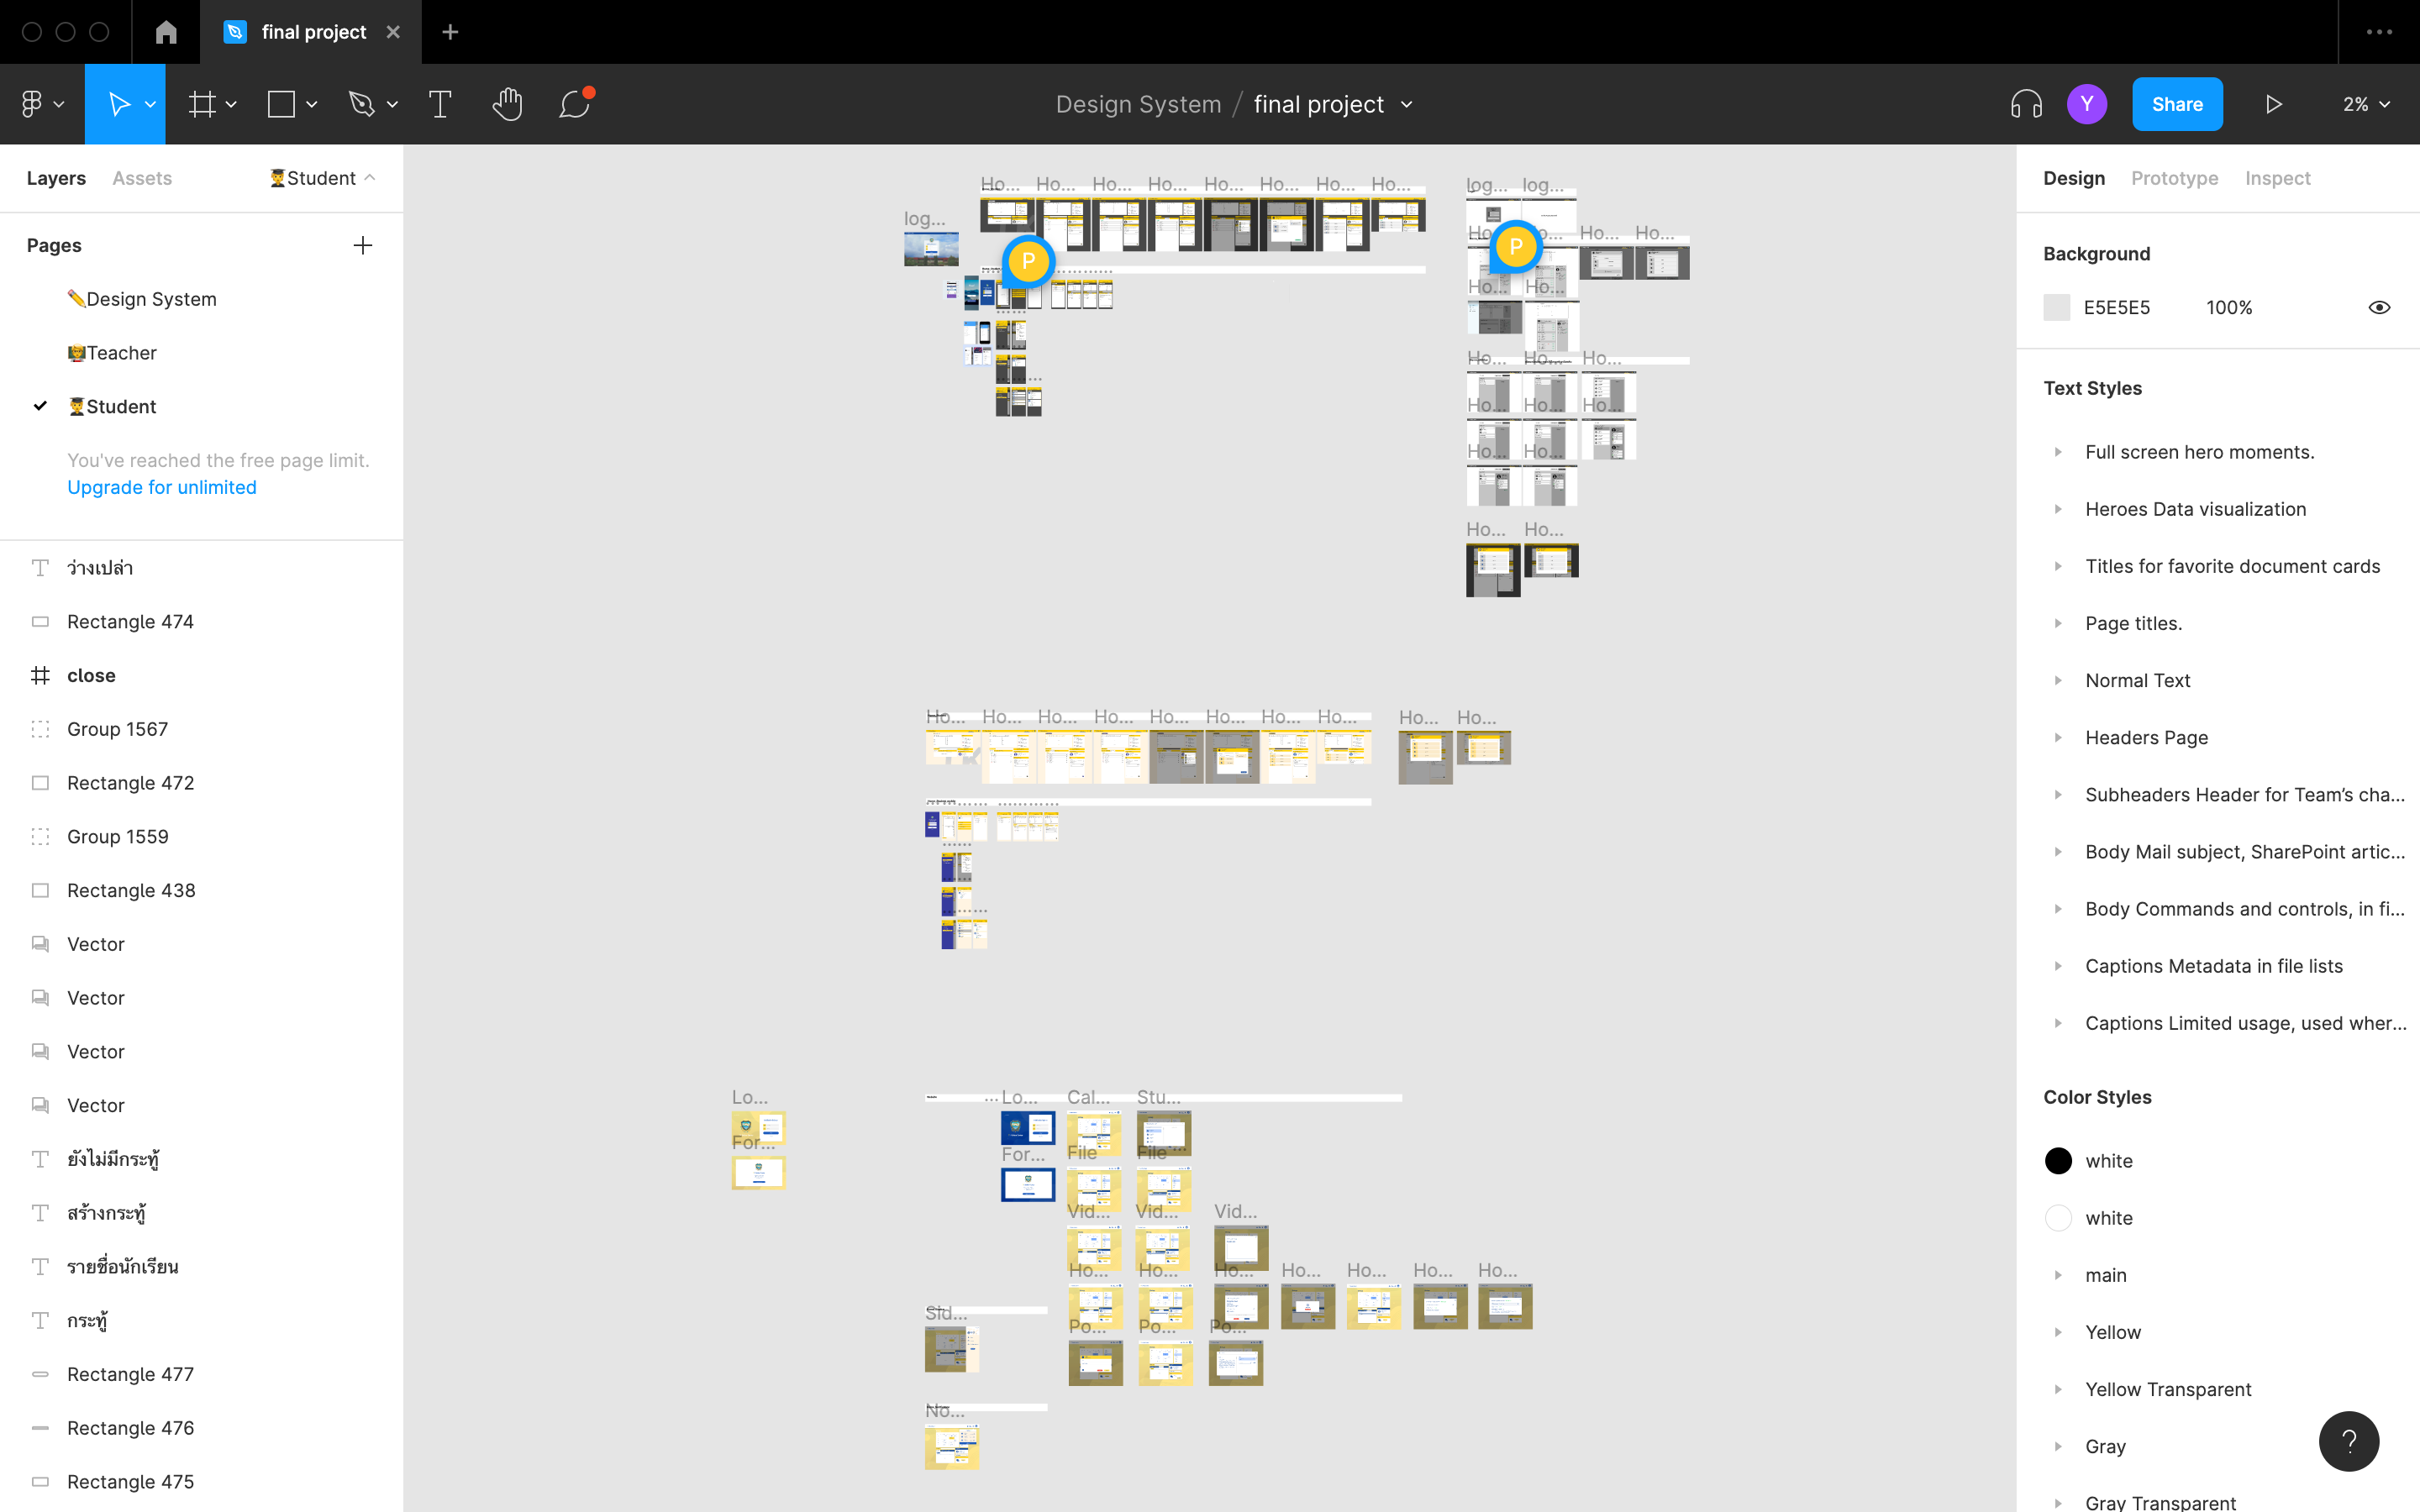 final project
Design System / final project
Y
Share
2%
Layers
Assets
🧑‍🎓Student
Pages
✏️Design System
👩‍🏫Teacher
🧑‍🎓Student
You've reached the free page limit.
Upgrade for unlimited
ว่างเปล่า
Rectangle 474
close
Group 1567
Rectangle 472
Group 1559
Rectangle 438
Vector
Vector
Vector
Vector
ยังไม่มีกระทู้
สร้างกระทู้
รายชื่อนักเรียน
กระทู้
Rectangle 477
Rectangle 476
Rectangle 475
Ho... Ho... Ho... Ho... Ho... Ho... Ho... Ho...
log... log...
log...
P
P
Ho... Ho...
Ho... Ho...
Ho... Ho... Ho...
Ho... Ho... Ho...
Ho... Ho...
Ho... Ho...
Ho... Ho... Ho... Ho... Ho... Ho... Ho... Ho...
Ho... Ho...
Lo... ...Lo... Cal... Stu...
For... For... File File
Vid... Vid... Vid...
Ho... Ho... Ho... Ho... Ho... Ho... Ho...
Sid...
Po... Po... Po...
No...
Design
Prototype
Inspect
Background
E5E5E5 100%
Text Styles
Full screen hero moments.
Heroes Data visualization
Titles for favorite document cards
Page titles.
Normal Text
Headers Page
Subheaders Header for Team’s cha...
Body Mail subject, SharePoint artic...
Body Commands and controls, in fi...
Captions Metadata in file lists
Captions Limited usage, used wher...
Color Styles
white
white
main
Yellow
Yellow Transparent
Gray
Gray Transparent
?